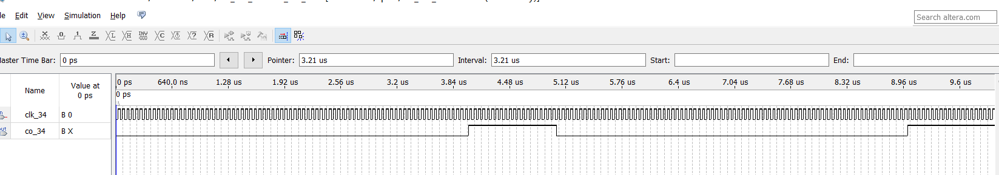 Edit View Simulation Help
Search altera.com
Master Time Bar: 0 ps Pointer: 3.21 us Interval: 3.21 us Start: End:
Name Value at 0 ps
0 ps 640.0 ns 1.28 us 1.92 us 2.56 us 3.2 us 3.84 us 4.48 us 5.12 us 5.76 us 6.4 us 7.04 us 7.68 us 8.32 us 8.96 us 9.6 us
0 ps
clk_34 B 0
co_34 B X